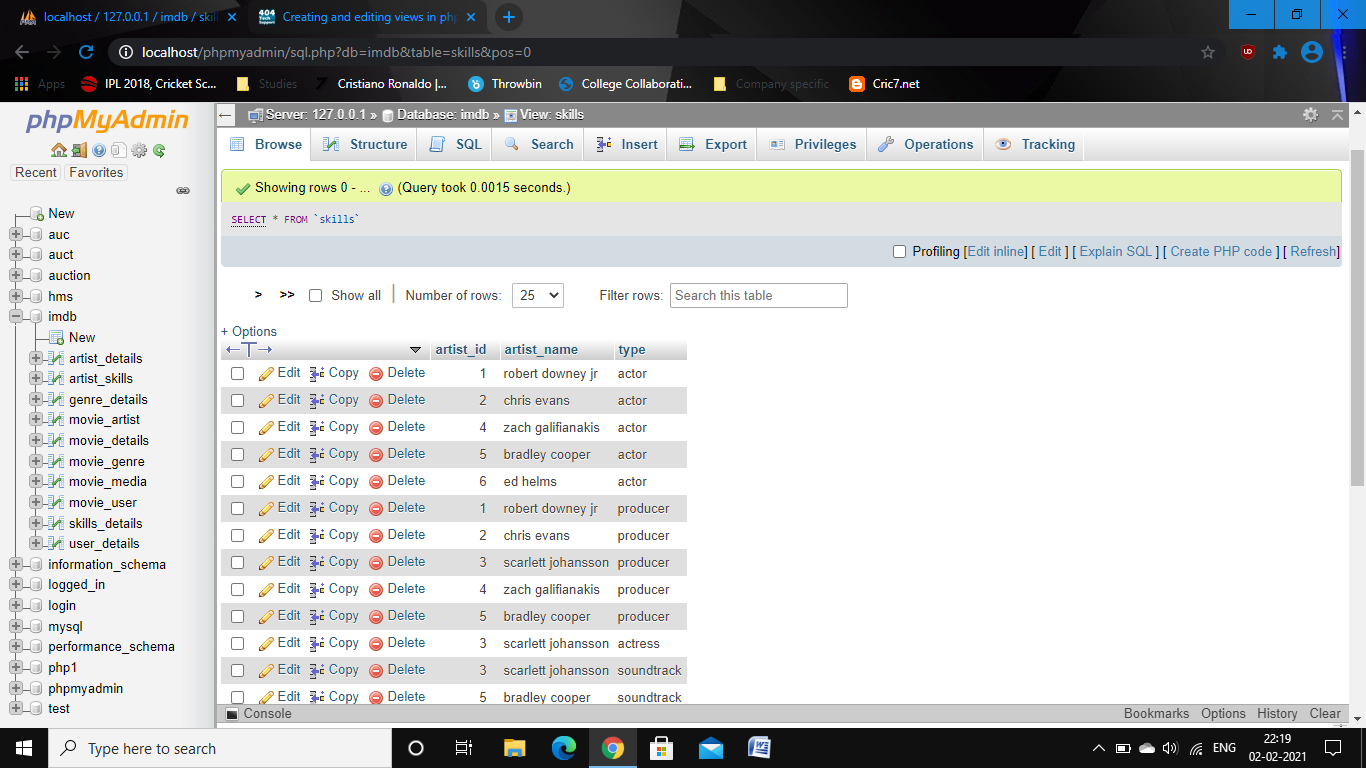 localhost / 127.0.0.1 / imdb / skil
Creating and editing views in php
localhost/phpmyadmin/sql.php?db=imdb&table=skills&pos=0
Apps IPL 2018, Cricket Sc... Studies Cristiano Ronaldo |... Throwbin College Collaborati... Company specific Cric7.net
phpMyAdmin
Recent Favorites
New
auc
auct
auction
hms
imdb
New
artist_details
artist_skills
genre_details
movie_artist
movie_details
movie_genre
movie_media
movie_user
skills_details
user_details
information_schema
logged_in
login
mysql
performance_schema
php1
phpmyadmin
test
Server: 127.0.0.1 » Database: imdb » View: skills
Browse Structure SQL Search Insert Export Privileges Operations Tracking
Showing rows 0 - ... (Query took 0.0015 seconds.)
SELECT * FROM `skills`
Profiling [Edit inline] [ Edit ] [ Explain SQL ] [ Create PHP code ] [ Refresh]
> >> Show all | Number of rows: 25 Filter rows: Search this table
+ Options
←T→ artist_id artist_name type
Edit Copy Delete 1 robert downey jr actor
Edit Copy Delete 2 chris evans actor
Edit Copy Delete 4 zach galifianakis actor
Edit Copy Delete 5 bradley cooper actor
Edit Copy Delete 6 ed helms actor
Edit Copy Delete 1 robert downey jr producer
Edit Copy Delete 2 chris evans producer
Edit Copy Delete 3 scarlett johansson producer
Edit Copy Delete 4 zach galifianakis producer
Edit Copy Delete 5 bradley cooper producer
Edit Copy Delete 3 scarlett johansson actress
Edit Copy Delete 3 scarlett johansson soundtrack
Edit Copy Delete 5 bradley cooper soundtrack
Console Bookmarks Options History Clear
Type here to search
ENG
22:19
02-02-2021